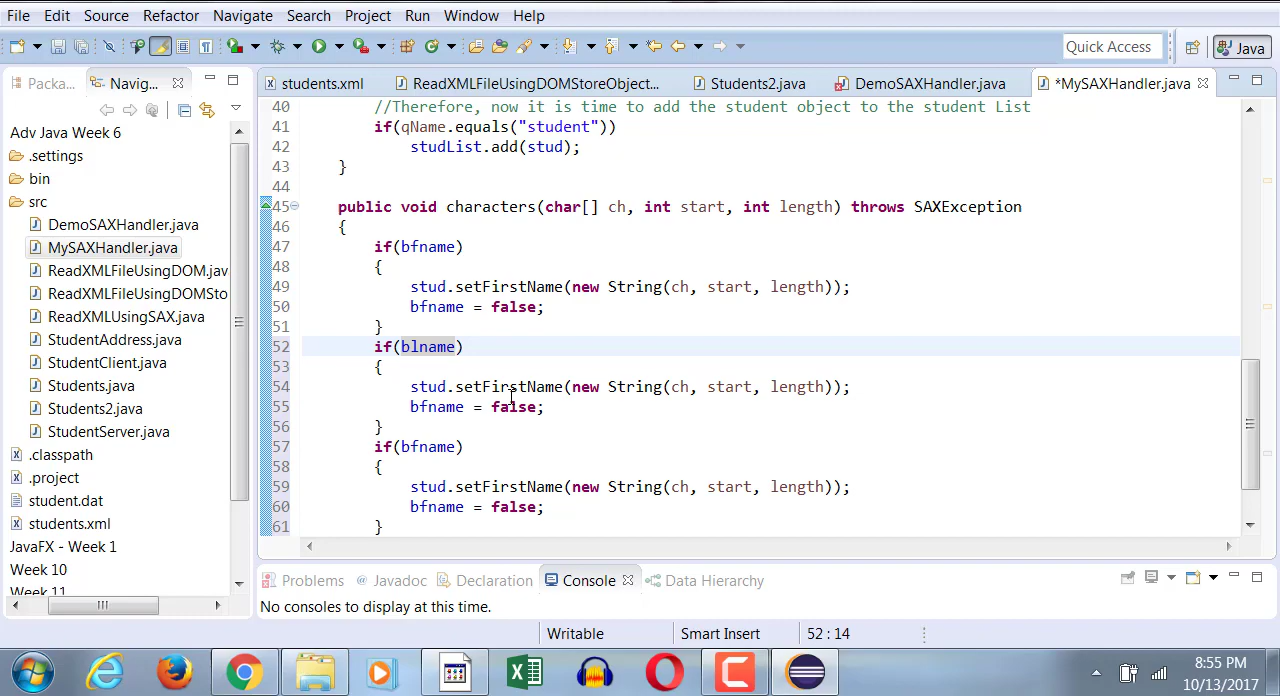 File Edit Source Refactor Navigate Search Project Run Window Help
Quick Access Java
Packa... Navig...
students.xml ReadXMLFileUsingDOMStoreObject... Students2.java DemoSAXHandler.java *MySAXHandler.java
Adv Java Week 6
.settings
bin
src
DemoSAXHandler.java
MySAXHandler.java
ReadXMLFileUsingDOM.jav
ReadXMLFileUsingDOMSto
ReadXMLUsingSAX.java
StudentAddress.java
StudentClient.java
Students.java
Students2.java
StudentServer.java
.classpath
.project
student.dat
students.xml
JavaFX - Week 1
Week 10
Week 11
40 //Therefore, now it is time to add the student object to the student List
41 if(qName.equals("student"))
42 studList.add(stud);
43 }
44
45 public void characters(char[] ch, int start, int length) throws SAXException
46 {
47 if(bfname)
48 {
49 stud.setFirstName(new String(ch, start, length));
50 bfname = false;
51 }
52 if(blname)
53 {
54 stud.setFirstName(new String(ch, start, length));
55 bfname = false;
56 }
57 if(bfname)
58 {
59 stud.setFirstName(new String(ch, start, length));
60 bfname = false;
61 }
Problems Javadoc Declaration Console Data Hierarchy
No consoles to display at this time.
Writable Smart Insert 52 : 14
8:55 PM
10/13/2017